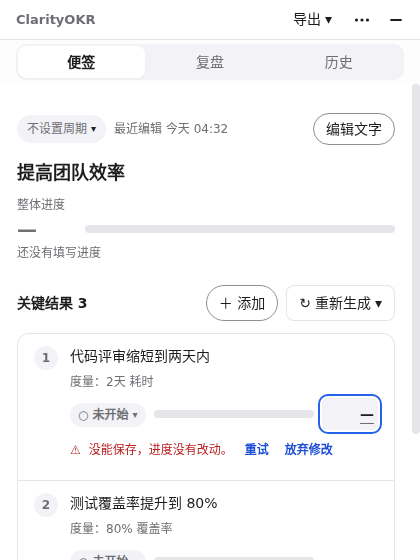 ClarityOKR
导出 ▾ ••• —
便签 复盘 历史
不设置周期 ▾ 最近编辑 今天 04:32 编辑文字
提高团队效率
整体进度
—
还没有填写进度
关键结果 3 + 添加 ↻ 重新生成 ▾
1 代码评审缩短到两天内
度量：2天 耗时
○ 未开始 ▾ —
⚠ 没能保存，进度没有改动。 重试 放弃修改
2 测试覆盖率提升到 80%
度量：80% 覆盖率